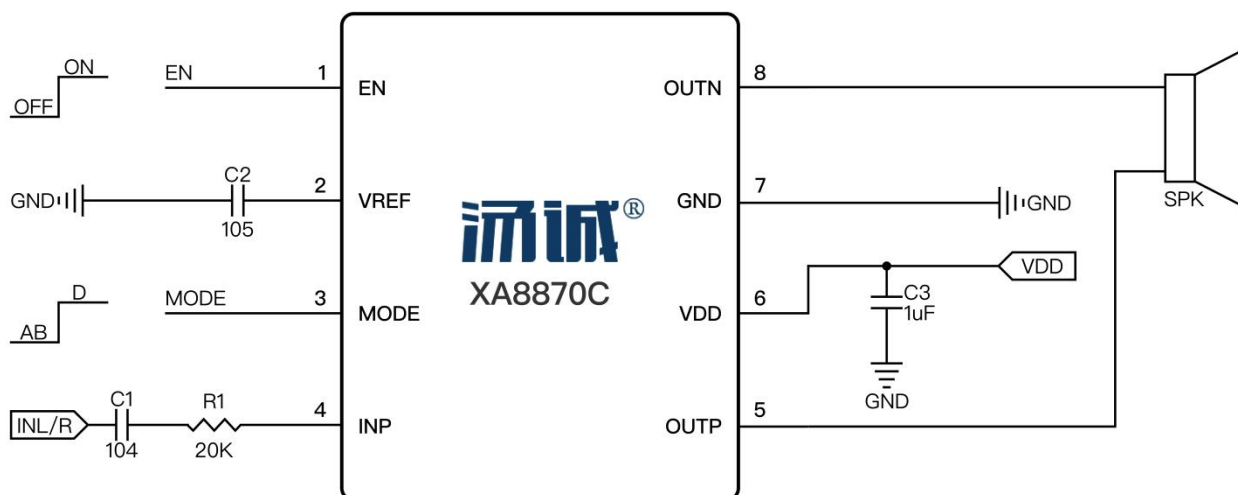 ON
OFF
EN
1
EN
GND
C2
105
2
VREF
D
AB
MODE
3
MODE
INL/R
C1
104
R1
20K
4
INP
汤诚®
XA8870C
OUTN
8
SPK
GND
7
GND
VDD
6
VDD
C3
1uF
GND
OUTP
5